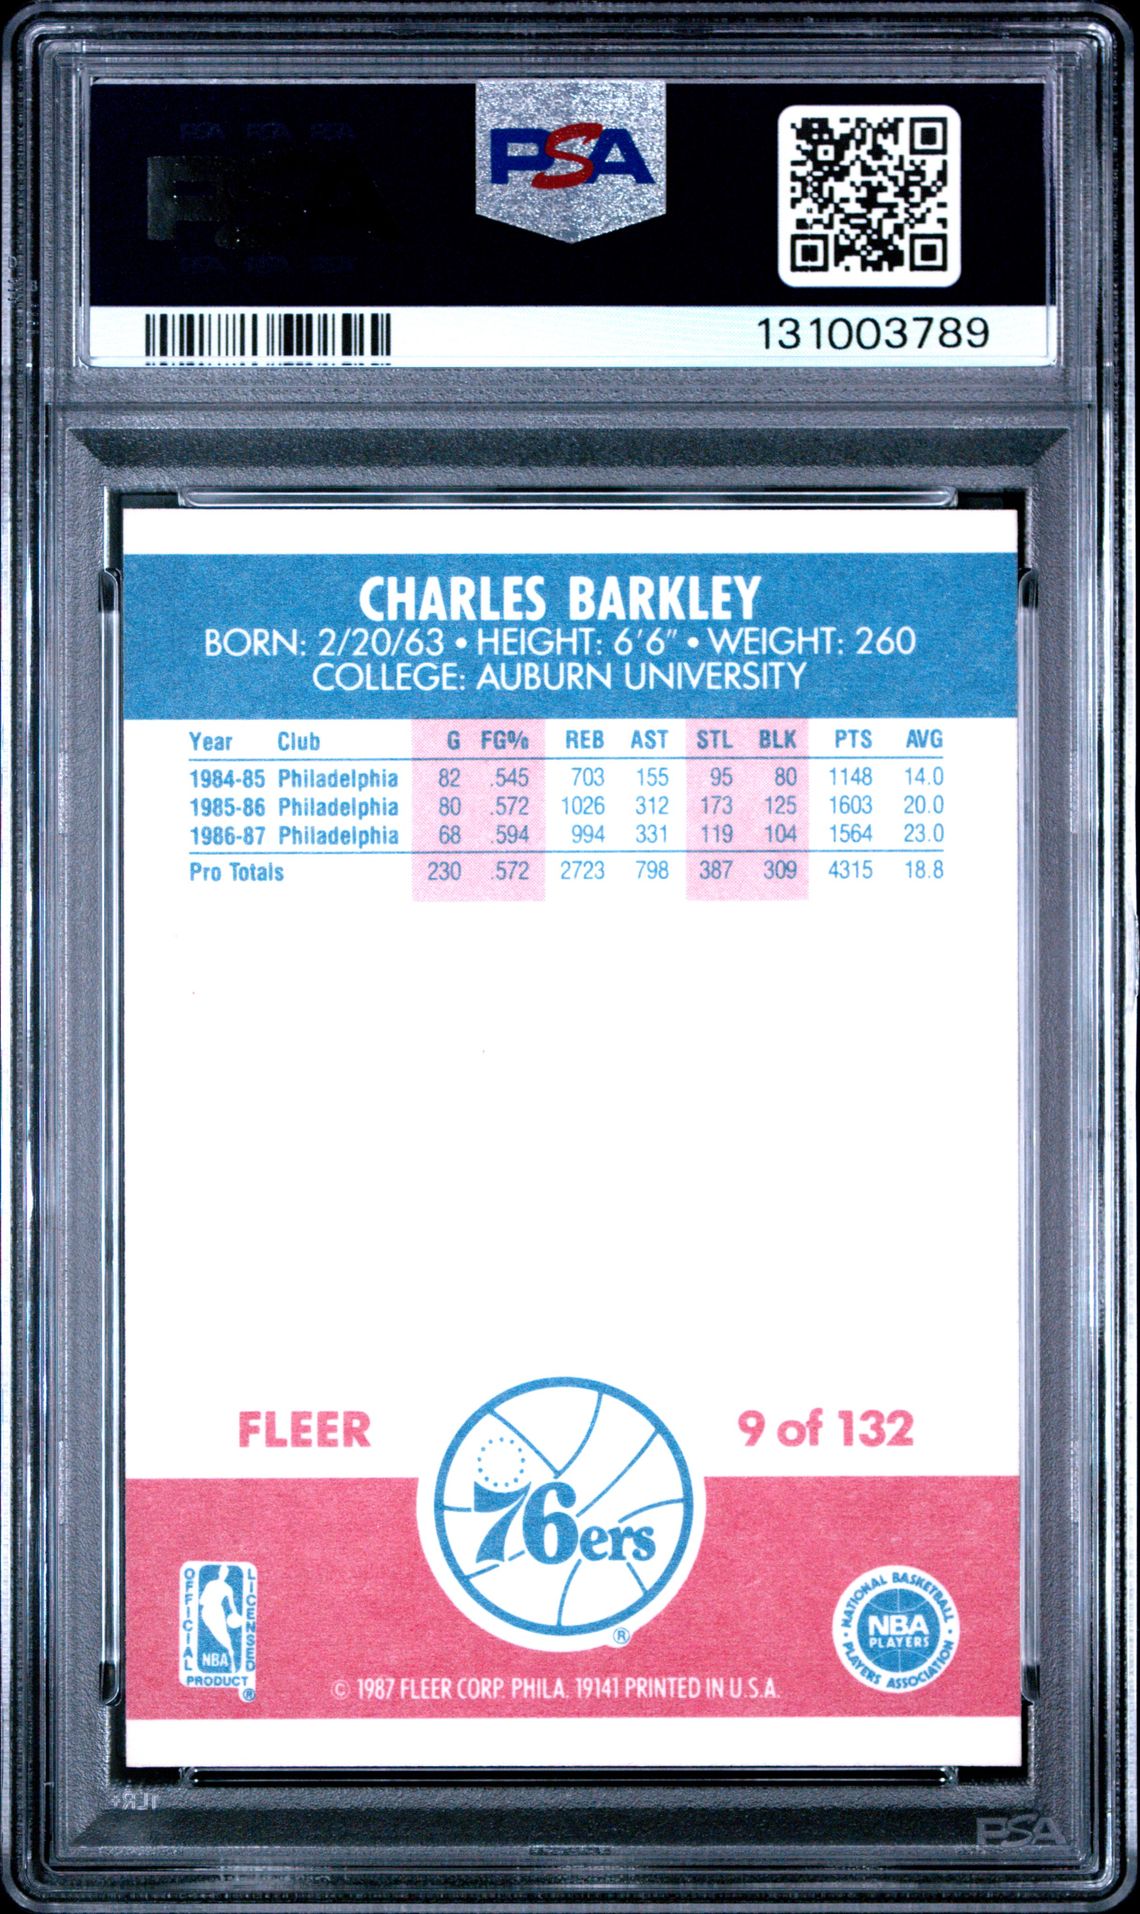 PSA
131003789
CHARLES BARKLEY
BORN: 2/20/63 • HEIGHT: 6'6" • WEIGHT: 260
COLLEGE: AUBURN UNIVERSITY
Year Club G FG% REB AST STL BLK PTS AVG
1984-85 Philadelphia 82 .545 703 155 95 80 1148 14.0
1985-86 Philadelphia 80 .572 1026 312 173 125 1603 20.0
1986-87 Philadelphia 68 .594 994 331 119 104 1564 23.0
Pro Totals 230 .572 2723 798 387 309 4315 18.8
FLEER
9 of 132
76ers
®
OFFICIAL LICENSED
NBA
PRODUCT
®
NATIONAL BASKETBALL
NBA
PLAYERS
PLAYERS ASSOCIATION
© 1987 FLEER CORP. PHILA. 19141 PRINTED IN U.S.A.
PSA